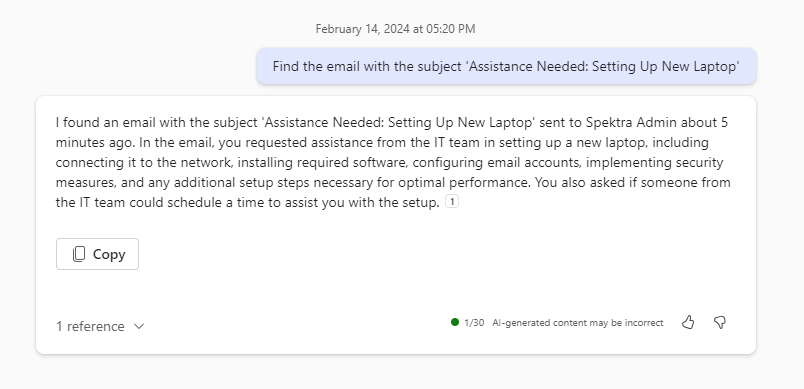 February 14, 2024 at 05:20 PM
Find the email with the subject 'Assistance Needed: Setting Up New Laptop'
I found an email with the subject 'Assistance Needed: Setting Up New Laptop' sent to Spektra Admin about 5
minutes ago. In the email, you requested assistance from the IT team in setting up a new laptop, including
connecting it to the network, installing required software, configuring email accounts, implementing security
measures, and any additional setup steps necessary for optimal performance. You also asked if someone from
the IT team could schedule a time to assist you with the setup. 1
Copy
1 reference
1/30 AI-generated content may be incorrect